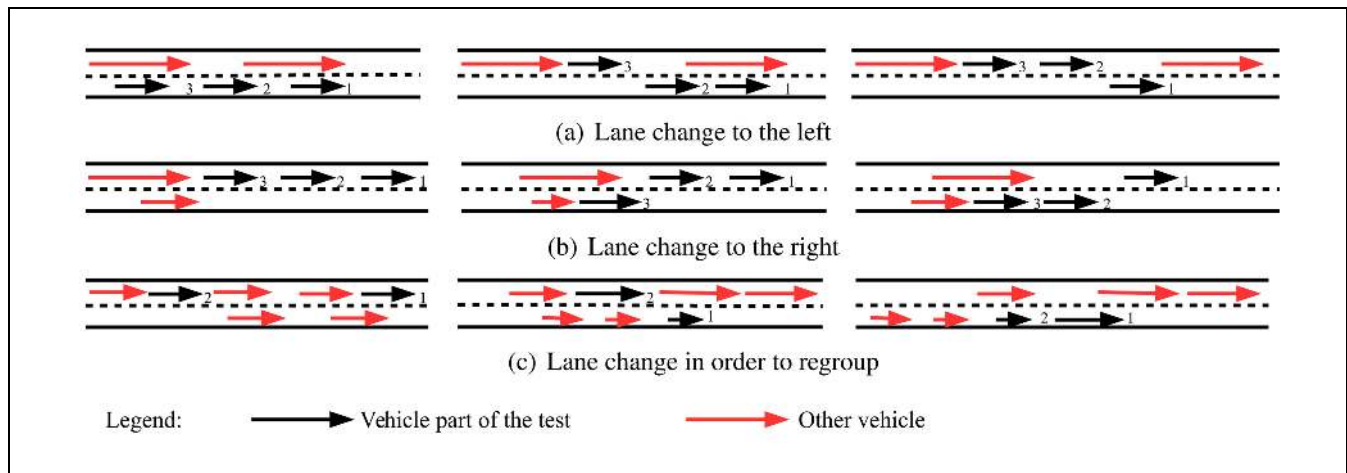 3 2 1
3
2 1
3 2
1
(a) Lane change to the left
3 2 1
2 1
3
1
3 2
(b) Lane change to the right
2 1
2
1
2 1
(c) Lane change in order to regroup
Legend: Vehicle part of the test Other vehicle